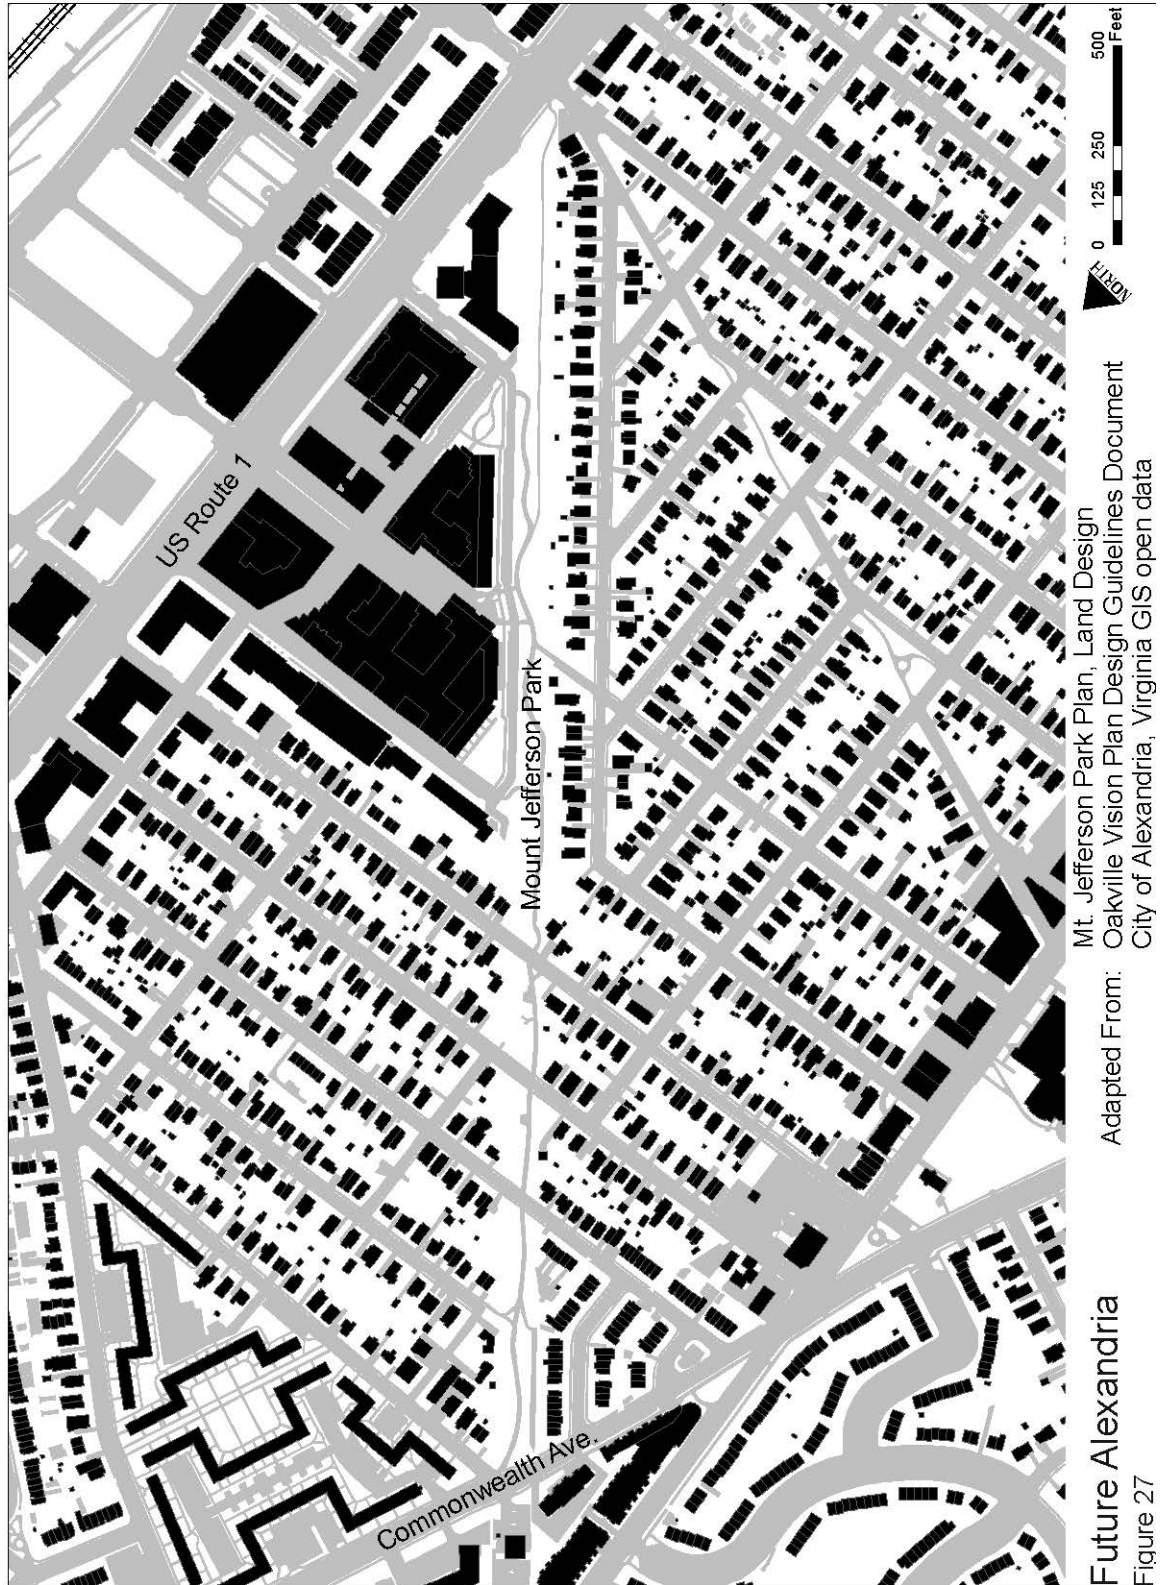 US Route 1
Mount Jefferson Park
Commonwealth Ave.
Future Alexandria
Figure 27
Adapted From:
Mt. Jefferson Park Plan, Land Design
Oakville Vision Plan Design Guidelines Document
City of Alexandria, Virginia GIS open data
NORTH
0 125 250 500
Feet